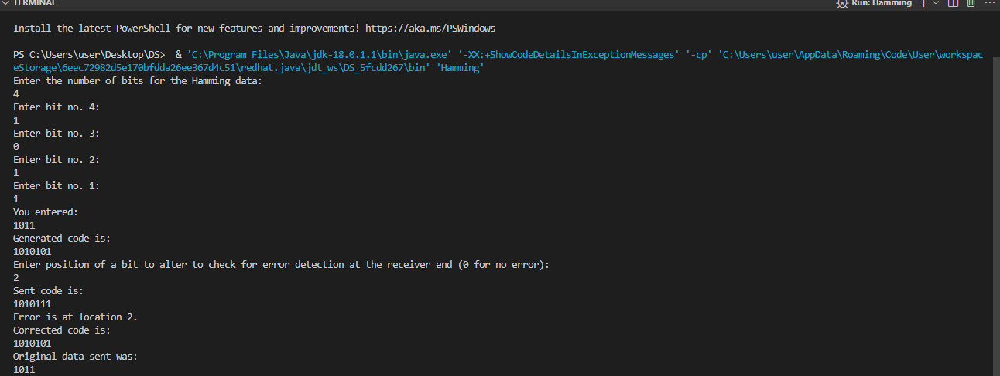 TERMINAL
Run: Hamming
Install the latest PowerShell for new features and improvements! https://aka.ms/PSWindows
PS C:\Users\user\Desktop\DS>  & 'C:\Program Files\Java\jdk-18.0.1.1\bin\java.exe' '-XX:+ShowCodeDetailsInExceptionMessages' '-cp' 'C:\Users\user\AppData\Roaming\Code\User\workspac
eStorage\6eec72982d5e170bfdda26ee367d4c51\redhat.java\jdt_ws\DS_5fcdd267\bin' 'Hamming'
Enter the number of bits for the Hamming data:
4
Enter bit no. 4:
1
Enter bit no. 3:
0
Enter bit no. 2:
1
Enter bit no. 1:
1
You entered:
1011
Generated code is:
1010101
Enter position of a bit to alter to check for error detection at the receiver end (0 for no error):
2
Sent code is:
1010111
Error is at location 2.
Corrected code is:
1010101
Original data sent was:
1011